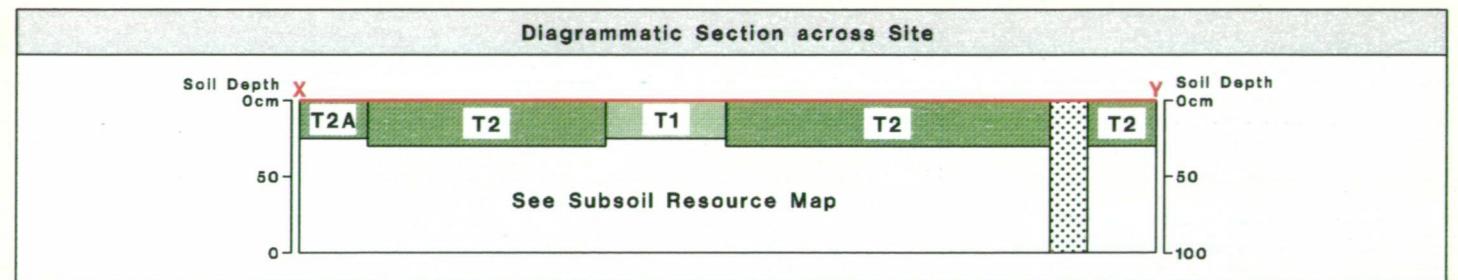 Diagrammatic Section across Site
Soil Depth X Y Soil Depth
0cm 0cm
T2A T2 T1 T2 T2
50 50
See Subsoil Resource Map
0 100